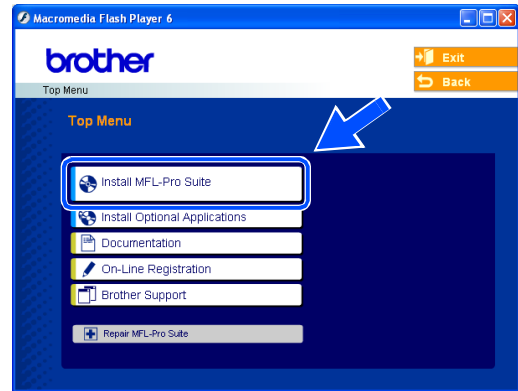 Macromedia Flash Player 6
brother
Exit
Back
Top Menu
Top Menu
Install MFL-Pro Suite
Install Optional Applications
Documentation
On-Line Registration
Brother Support
Repair MFL-Pro Suite